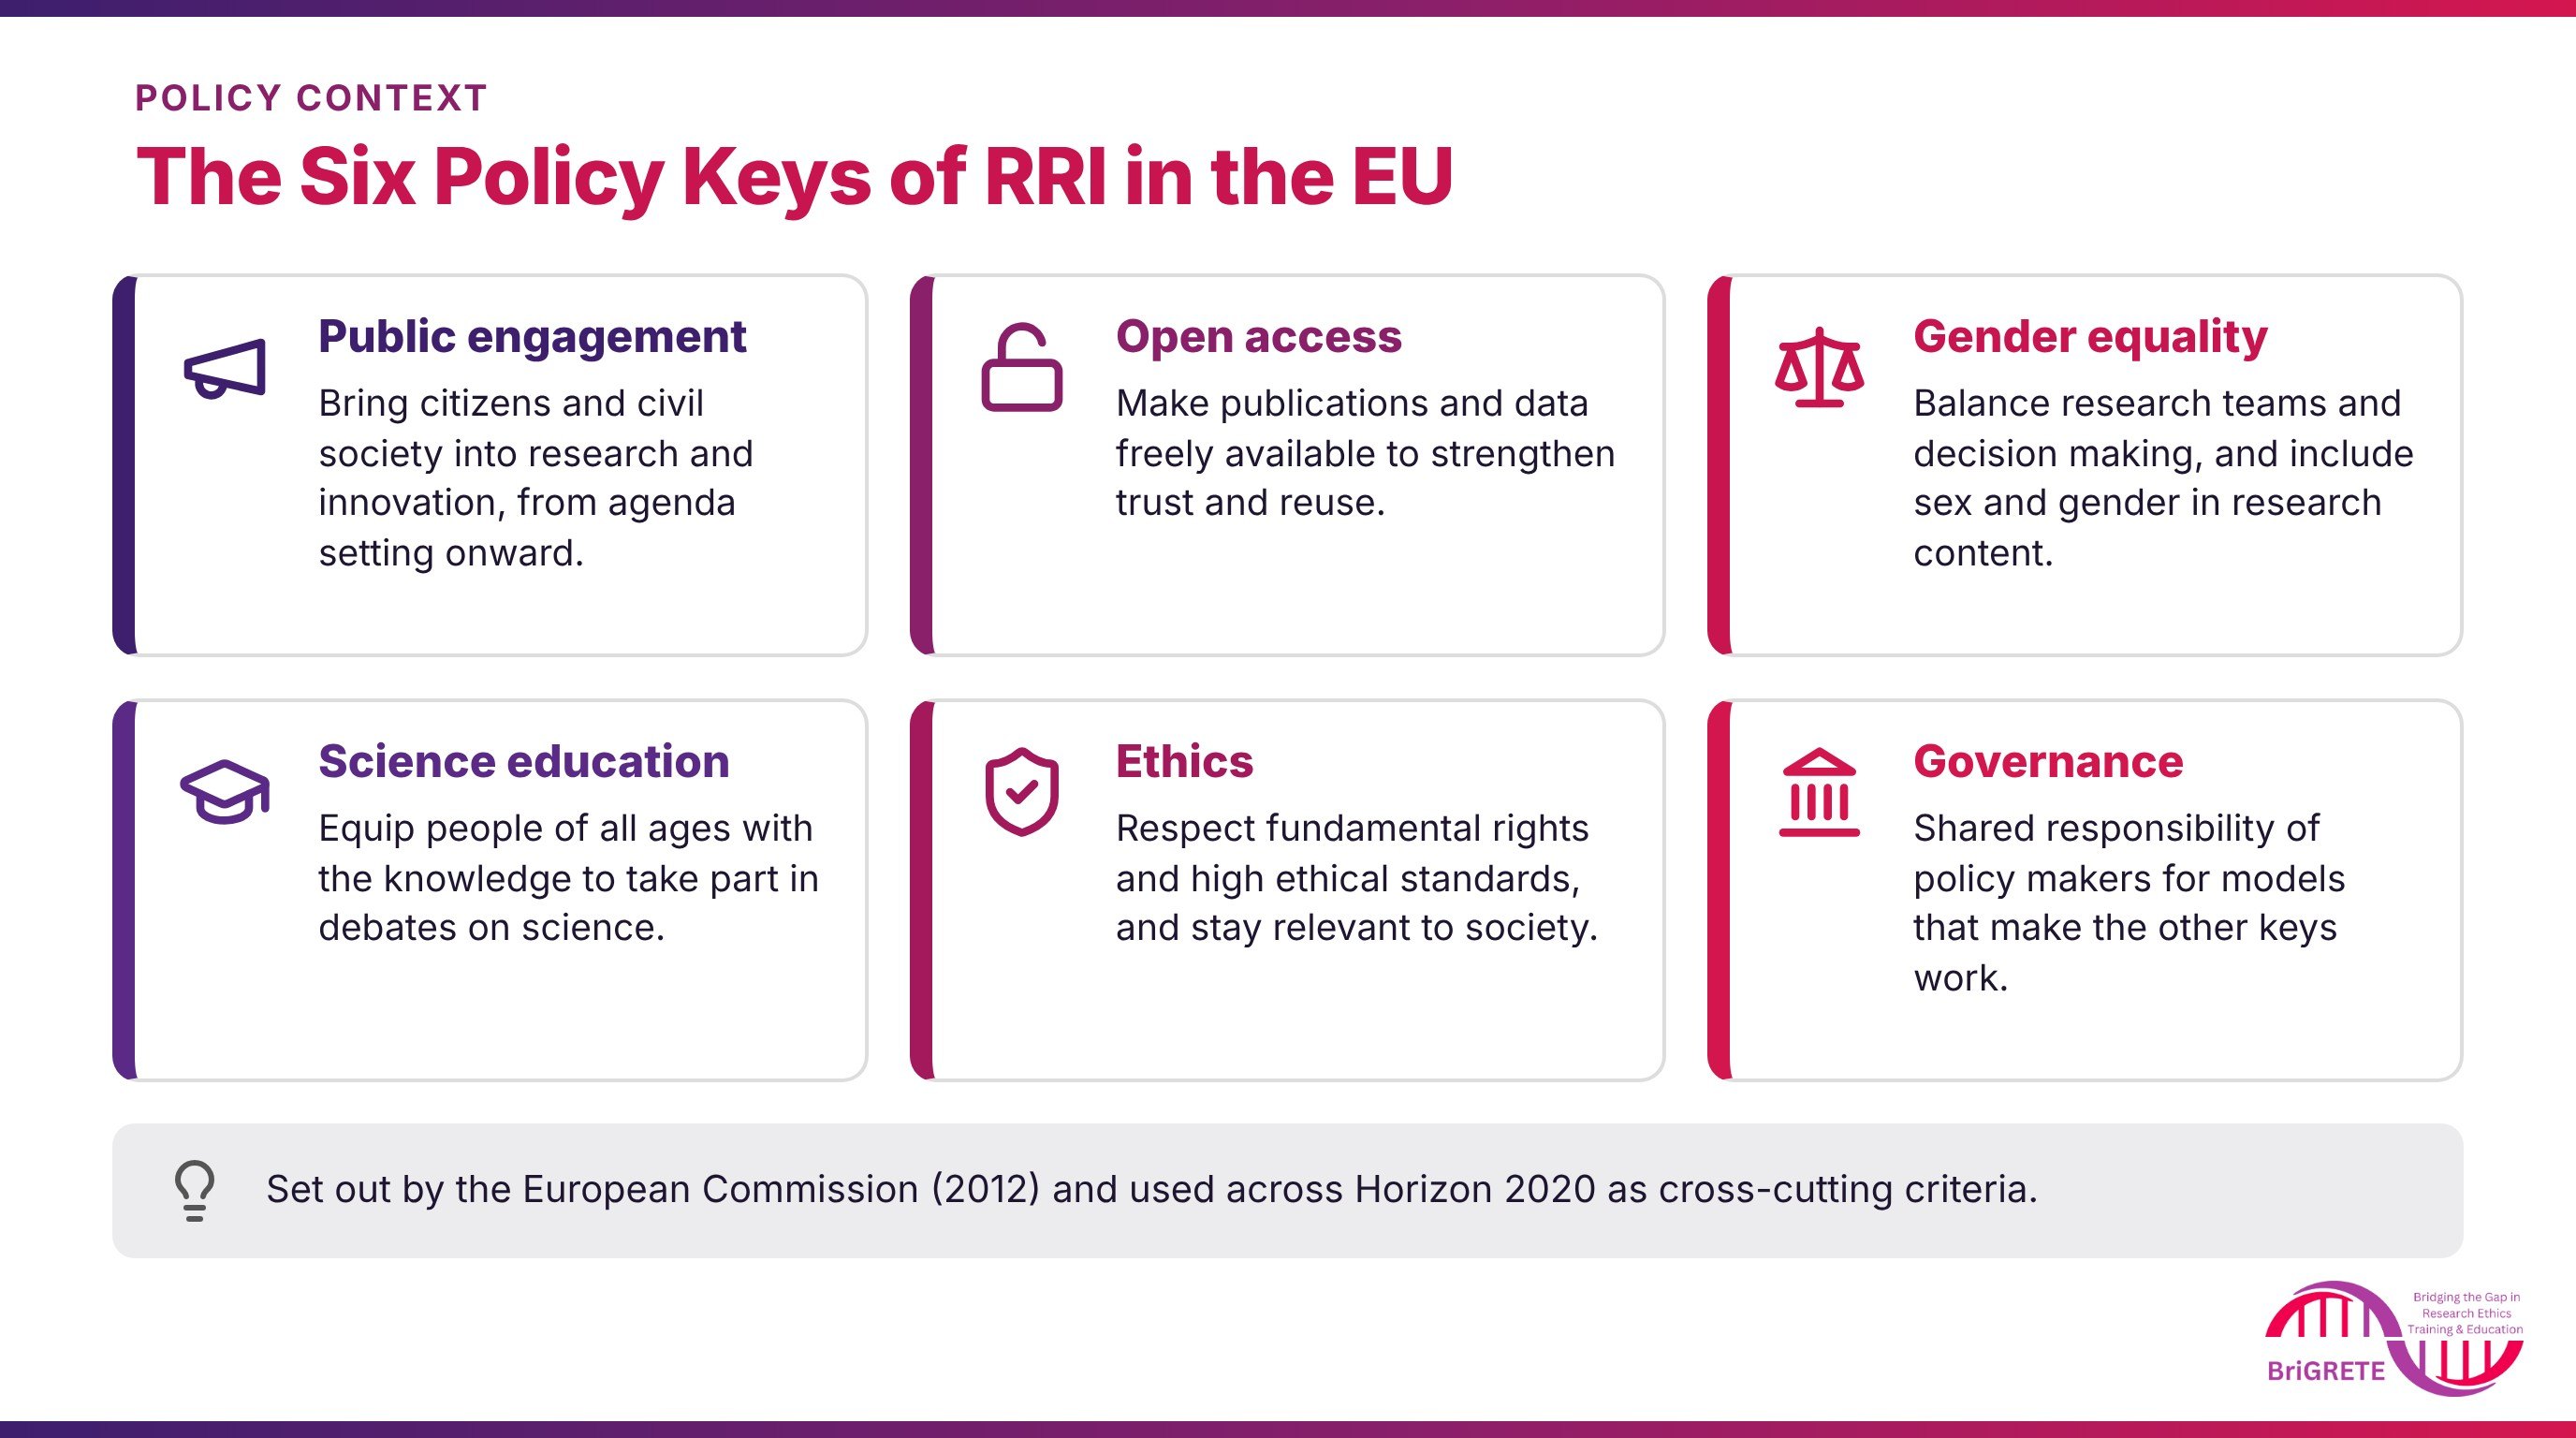 POLICY CONTEXT
The Six Policy Keys of RRI in the EU
Public engagement
Bring citizens and civil
society into research and
innovation, from agenda
setting onward.
Open access
Make publications and data
freely available to strengthen
trust and reuse.
Gender equality
Balance research teams and
decision making, and include
sex and gender in research
content.
Science education
Equip people of all ages with
the knowledge to take part in
debates on science.
Ethics
Respect fundamental rights
and high ethical standards,
and stay relevant to society.
Governance
Shared responsibility of
policy makers for models
that make the other keys
work.
Set out by the European Commission (2012) and used across Horizon 2020 as cross-cutting criteria.
Bridging the Gap in
Research Ethics
Training & Education
BriGRETE